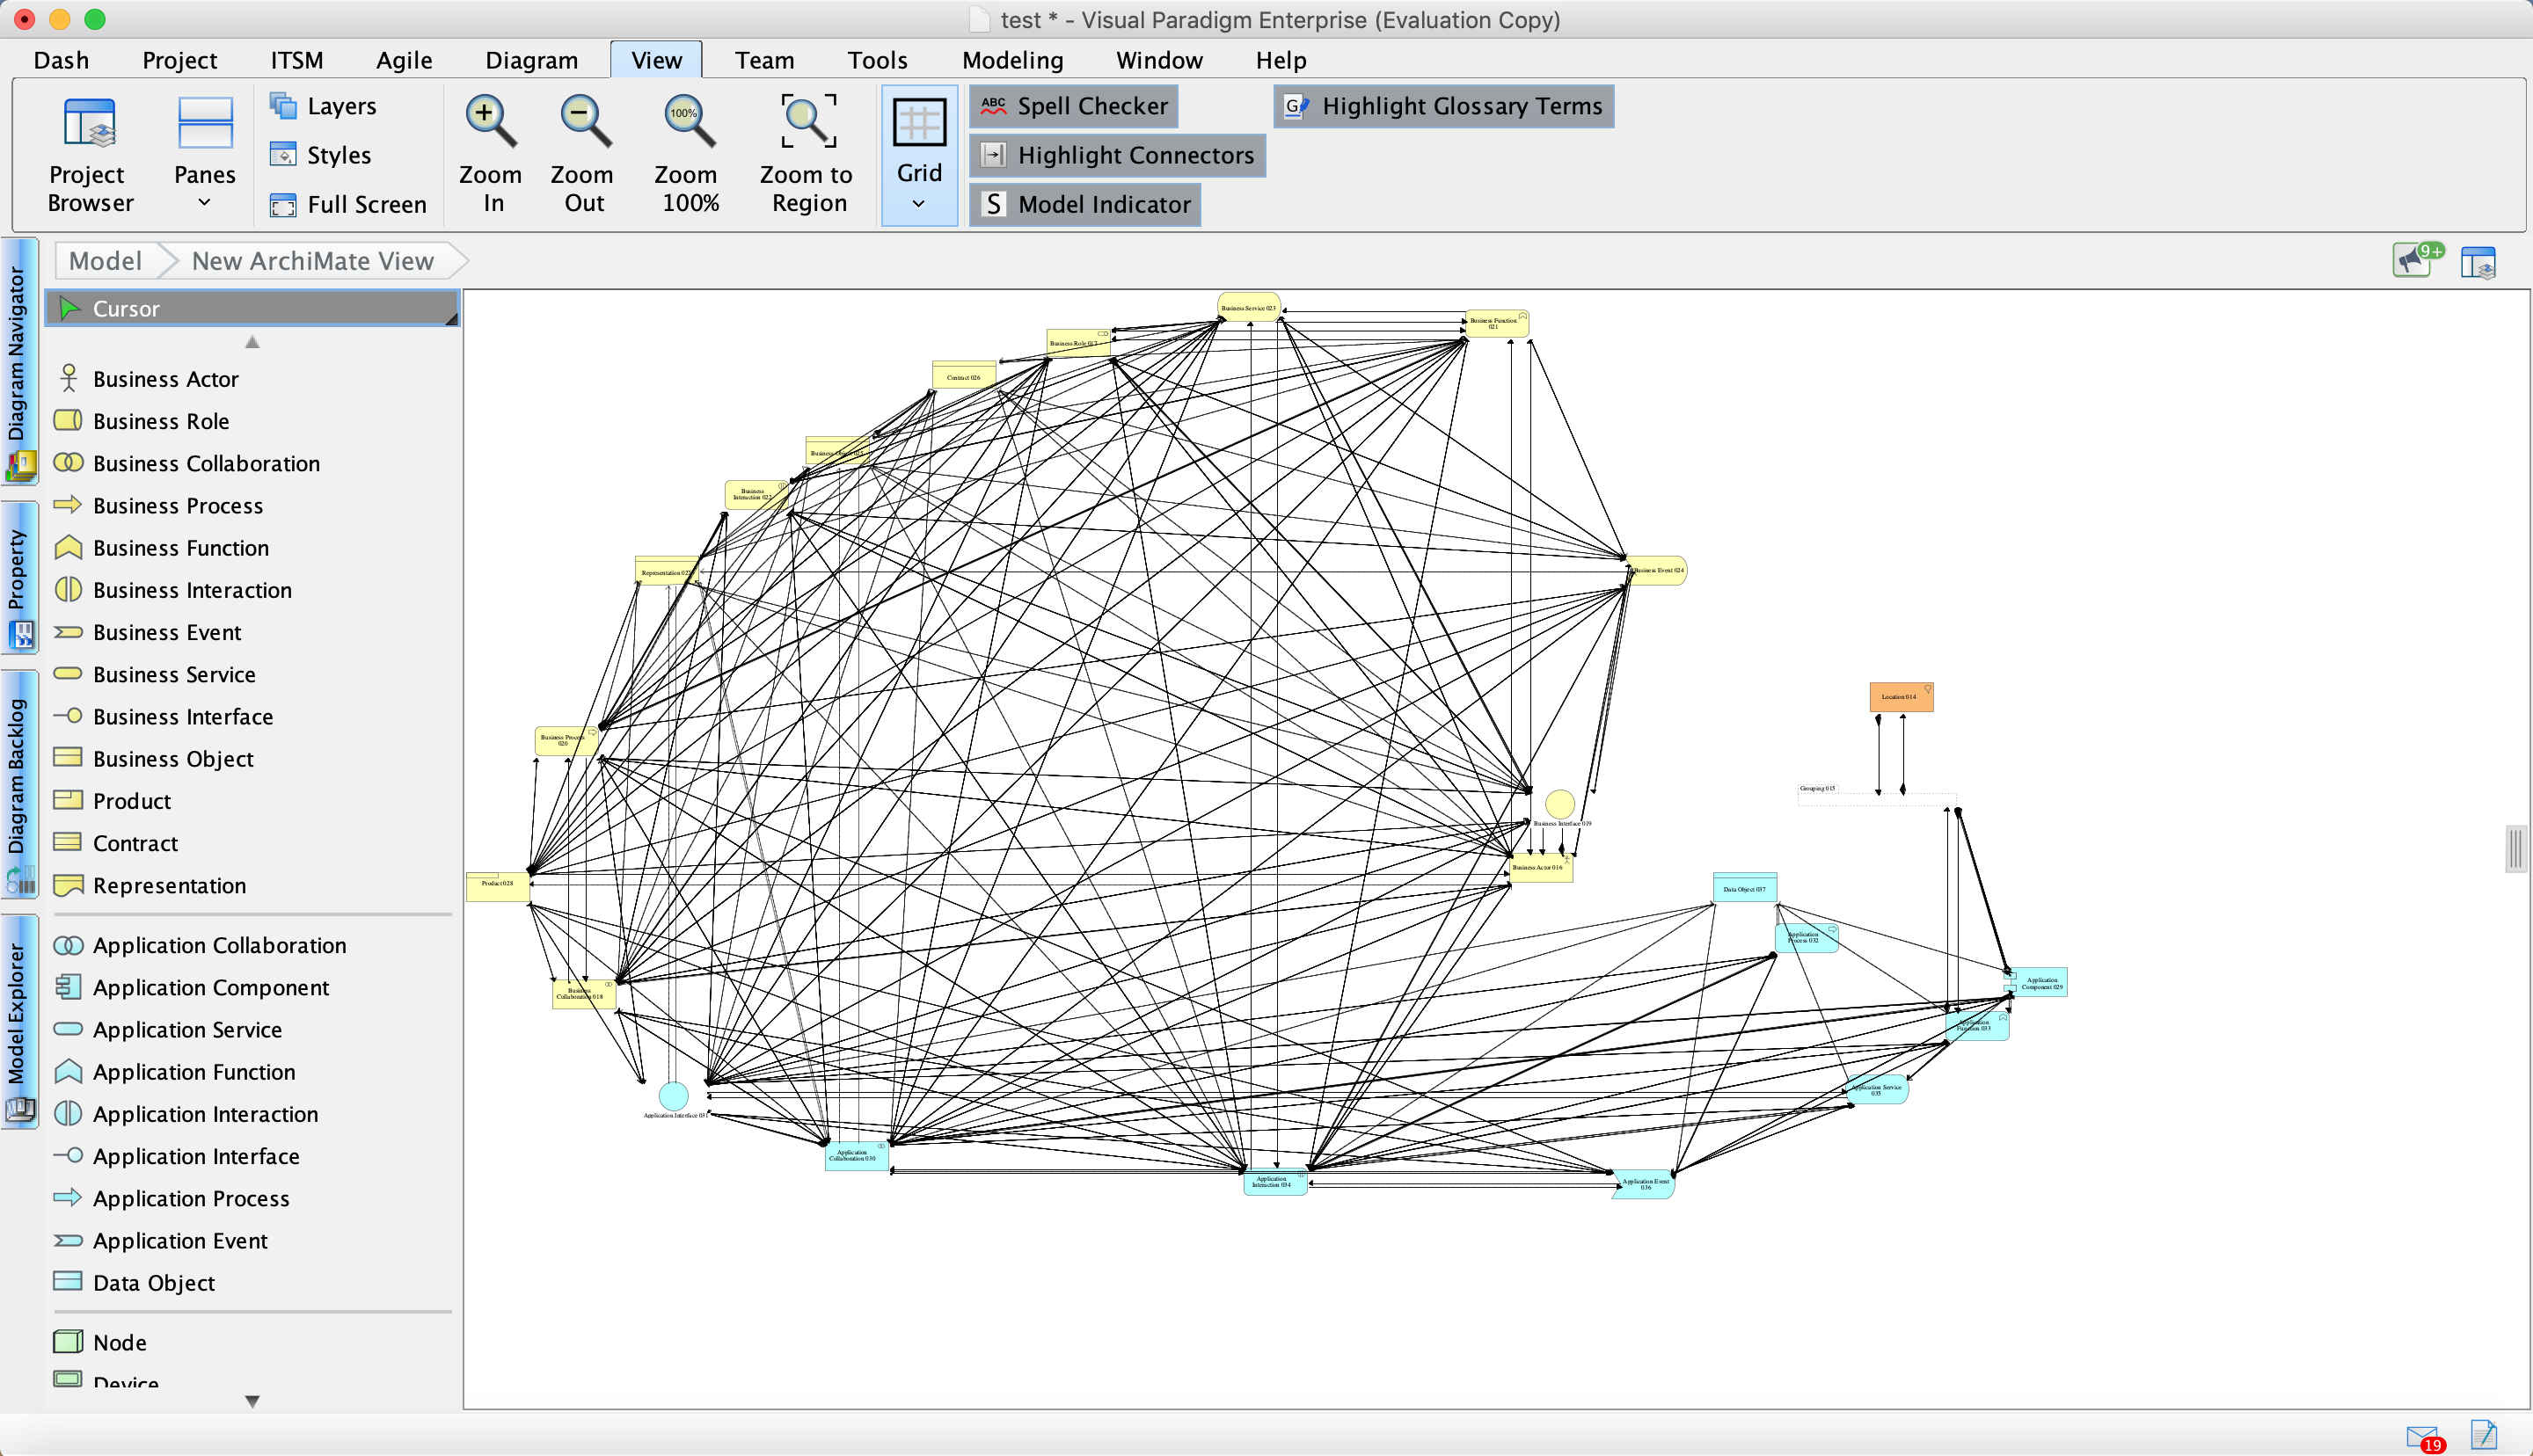 test * - Visual Paradigm Enterprise (Evaluation Copy)
Dash Project ITSM Agile Diagram View Team Tools Modeling Window Help
Project Browser
Panes
Layers
Styles
Full Screen
Zoom In
Zoom Out
100%
Zoom 100%
Zoom to Region
Grid
ABC Spell Checker
G Highlight Glossary Terms
Highlight Connectors
S Model Indicator
Model New ArchiMate View
9+
Diagram Navigator
Property
Diagram Backlog
Model Explorer
Cursor
Business Actor
Business Role
Business Collaboration
Business Process
Business Function
Business Interaction
Business Event
Business Service
Business Interface
Business Object
Product
Contract
Representation
Application Collaboration
Application Component
Application Service
Application Function
Application Interaction
Application Interface
Application Process
Application Event
Data Object
Node
Device
Business Service 023
Business Function
021
Business Role 017
Contract 026
Business Object 025
Business
Interaction 022
Representation 027
Business Event 024
Location 014
Business Process
020
Grouping 015
Business Interface 019
Business Actor 016
Product 028
Data Object 037
Application
Process 032
Application
Component 029
Business
Collaboration 018
Application
Function 033
Application Service
035
Application Interface 031
Application
Collaboration 030
Application
Interaction 034
Application Event
036
19